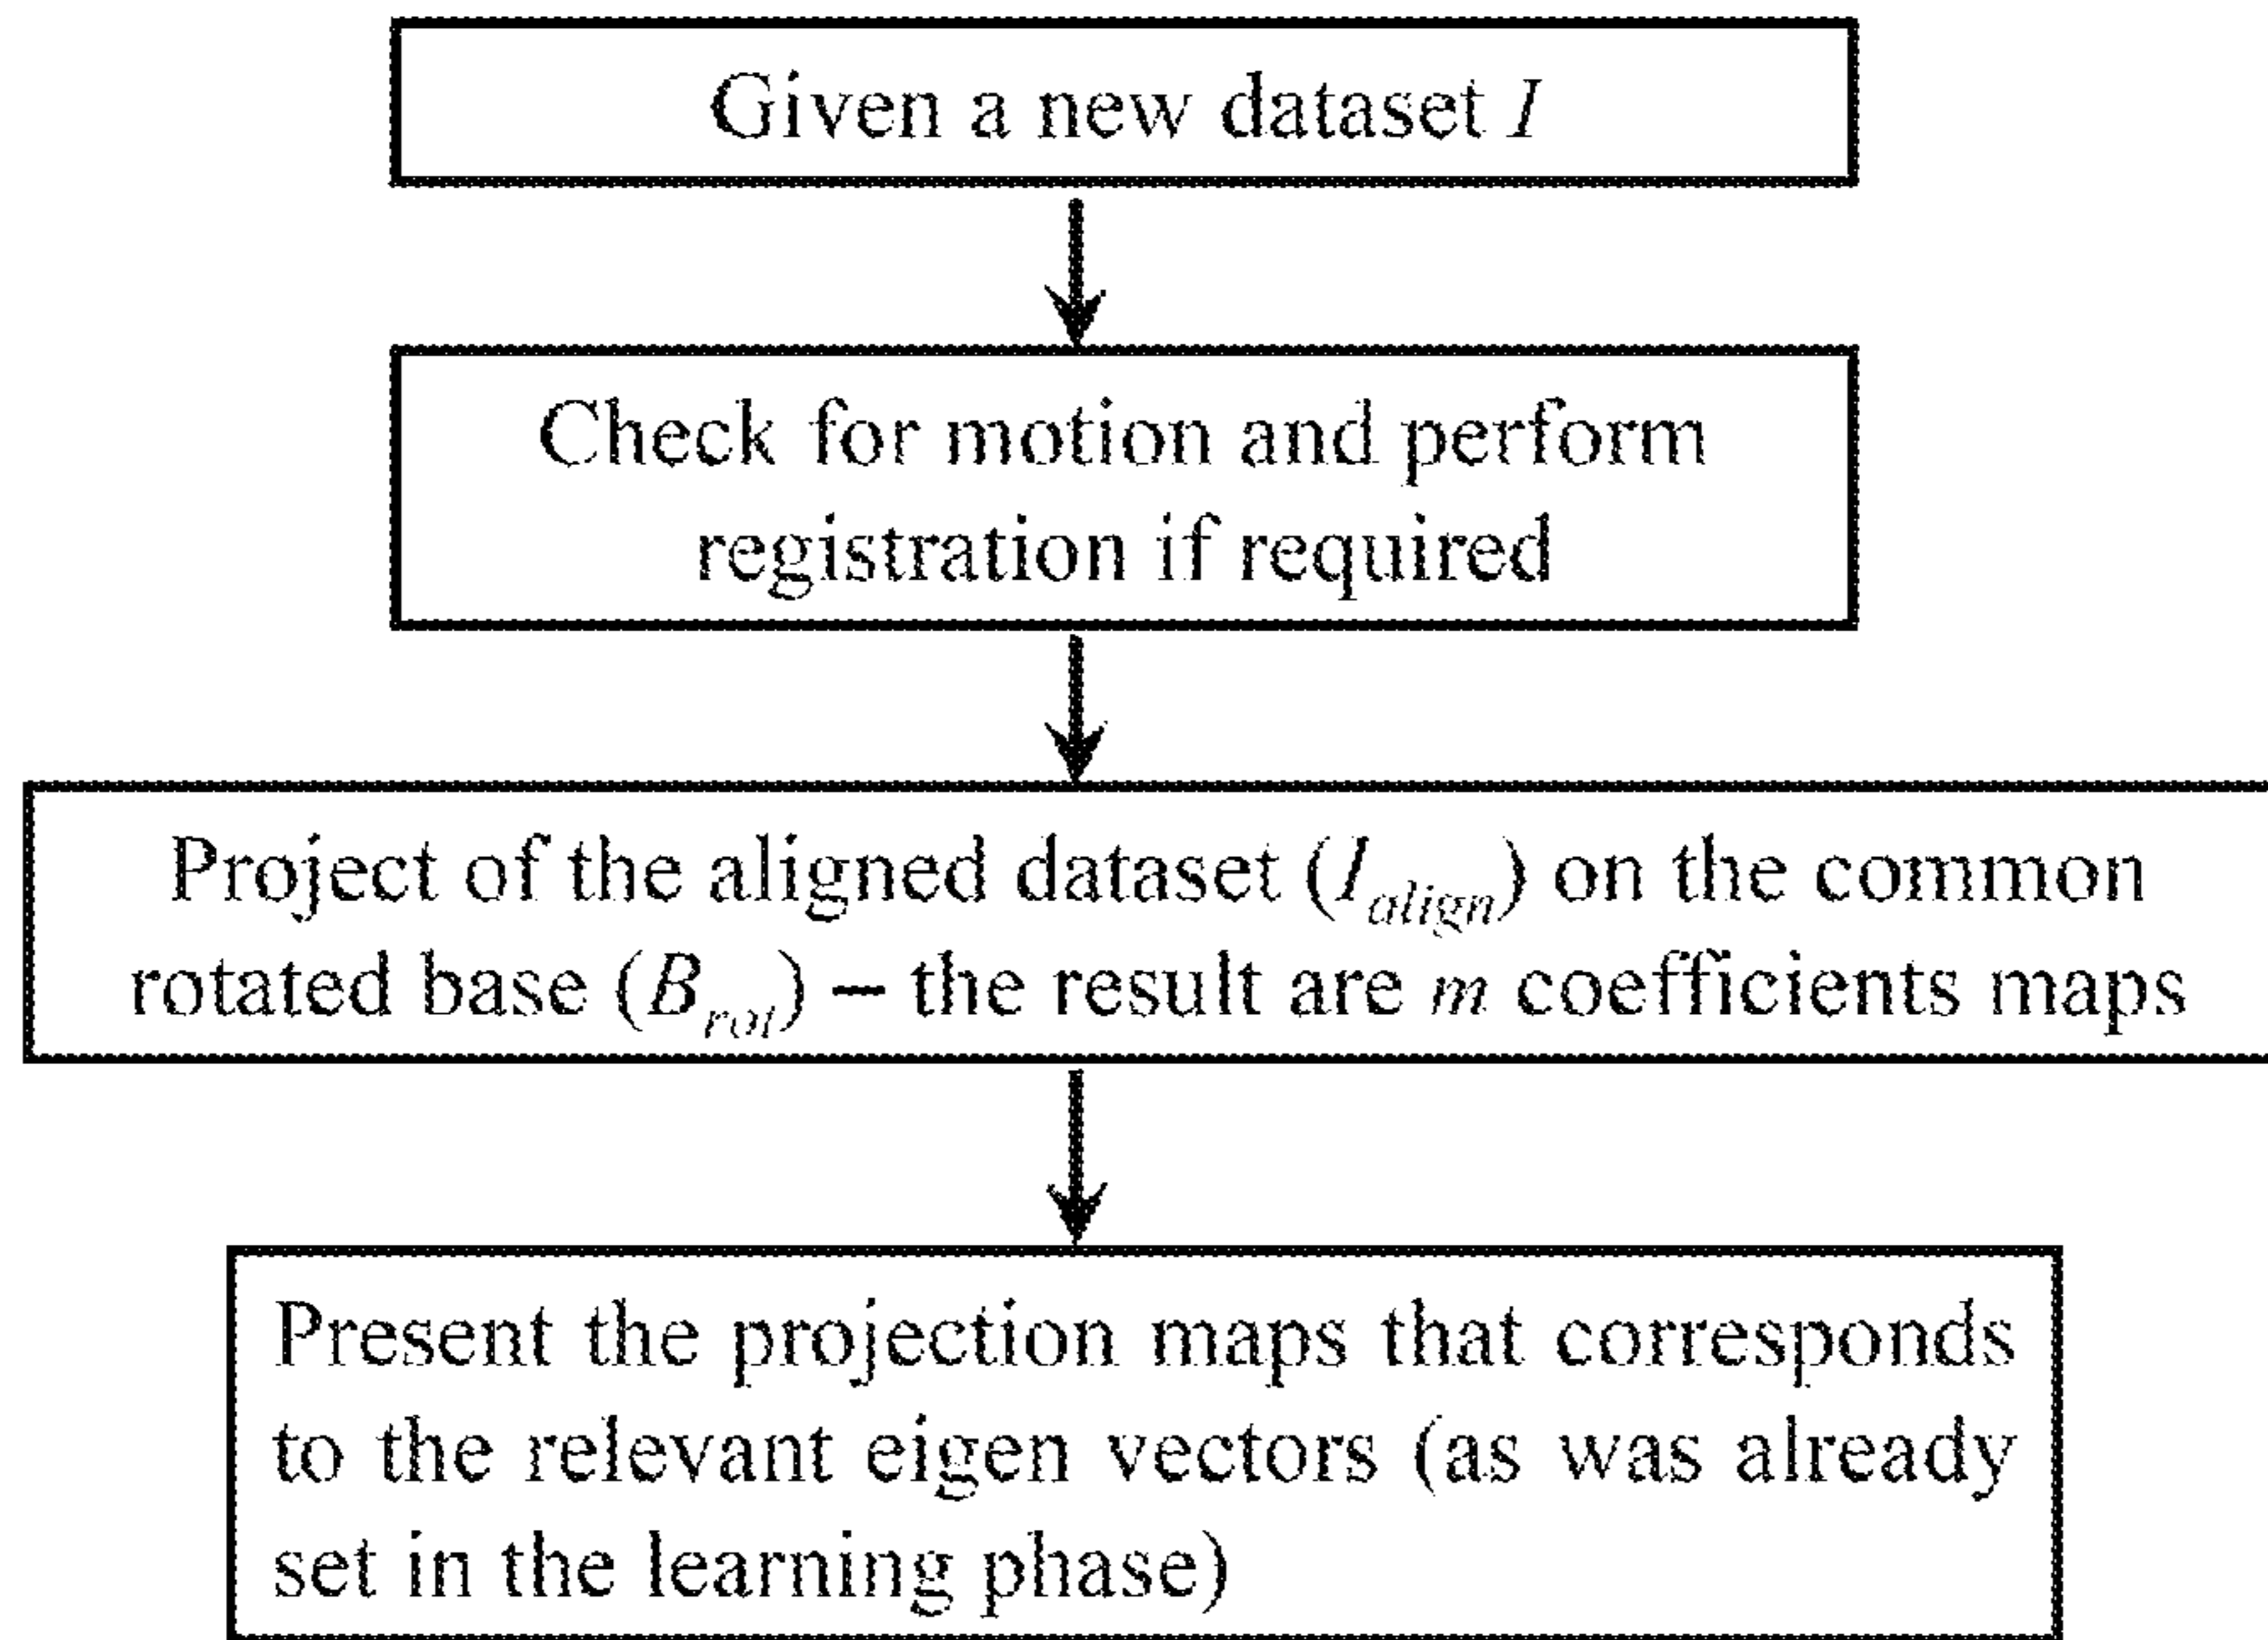 Given a new dataset I
Check for motion and perform
registration if required
Project of the aligned dataset (I_align) on the common
rotated base (B_rot) – the result are m coefficients maps
Present the projection maps that corresponds
to the relevant eigen vectors (as was already
set in the learning phase)